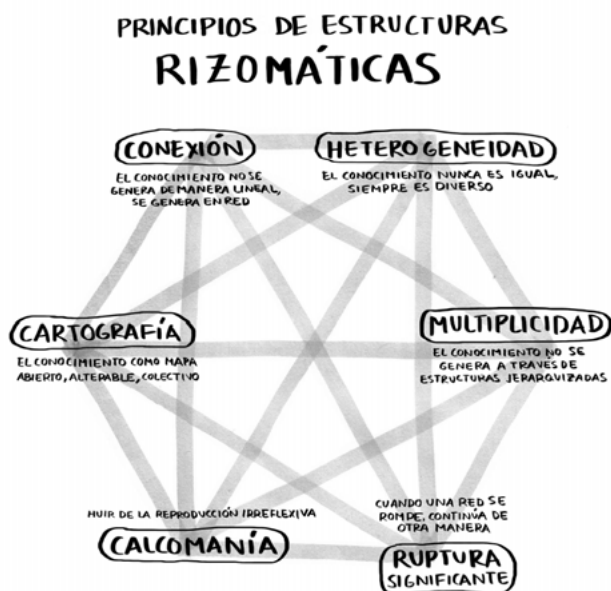 PRINCIPIOS DE ESTRUCTURAS
RIZOMÁTICAS
CONEXIÓN
EL CONOCIMIENTO NO SE
GENERA DE MANERA LINEAL,
SE GENERA EN RED
HETEROGENEIDAD
EL CONOCIMIENTO NUNCA ES IGUAL,
SIEMPRE ES DIVERSO
CARTOGRAFÍA
EL CONOCIMIENTO COMO MAPA
ABIERTO, ALTERABLE, COLECTIVO
MULTIPLICIDAD
EL CONOCIMIENTO NO SE
GENERA A TRAVÉS DE
ESTRUCTURAS JERARQUIZADAS
HUIR DE LA REPRODUCCIÓN IRREFLEXIVA
CALCOMANÍA
CUANDO UNA RED SE
ROMPE, CONTINÚA DE
OTRA MANERA
RUPTURA
SIGNIFICANTE